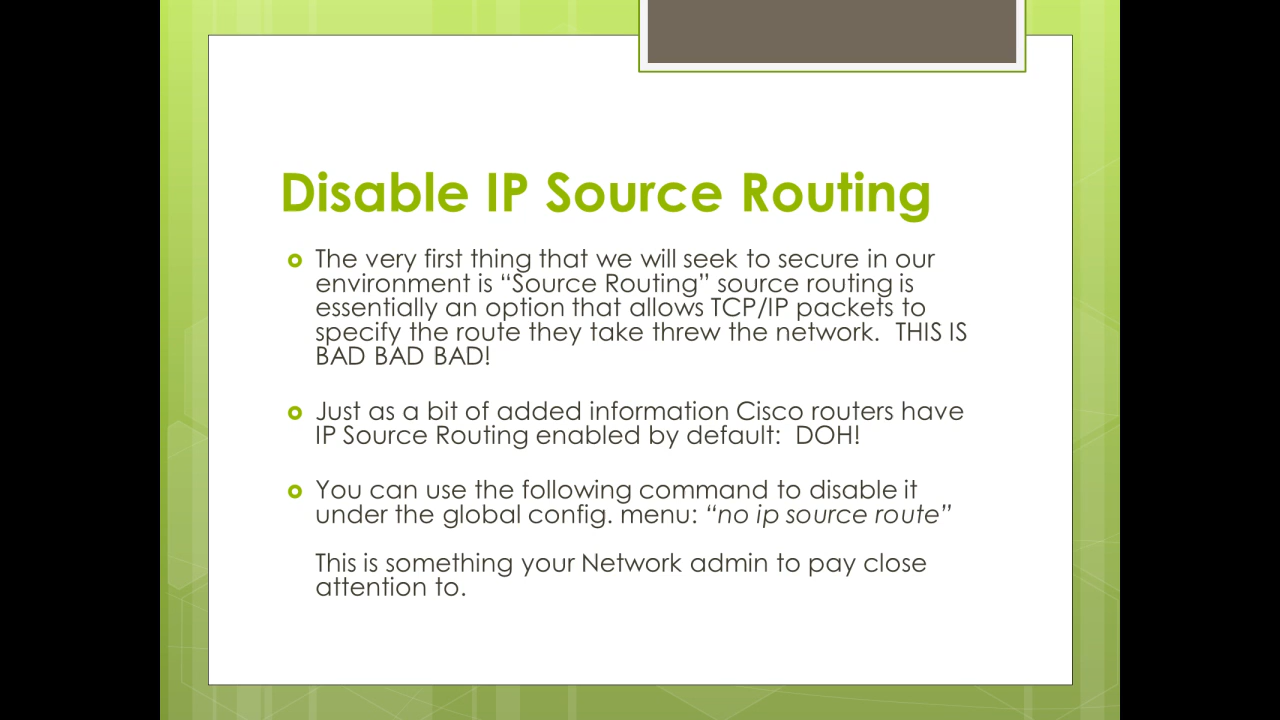 Disable IP Source Routing
The very first thing that we will seek to secure in our
environment is “Source Routing” source routing is
essentially an option that allows TCP/IP packets to
specify the route they take threw the network.  THIS IS
BAD BAD BAD!
Just as a bit of added information Cisco routers have
IP Source Routing enabled by default:  DOH!
You can use the following command to disable it
under the global config. menu: “no ip source route”
This is something your Network admin to pay close
attention to.